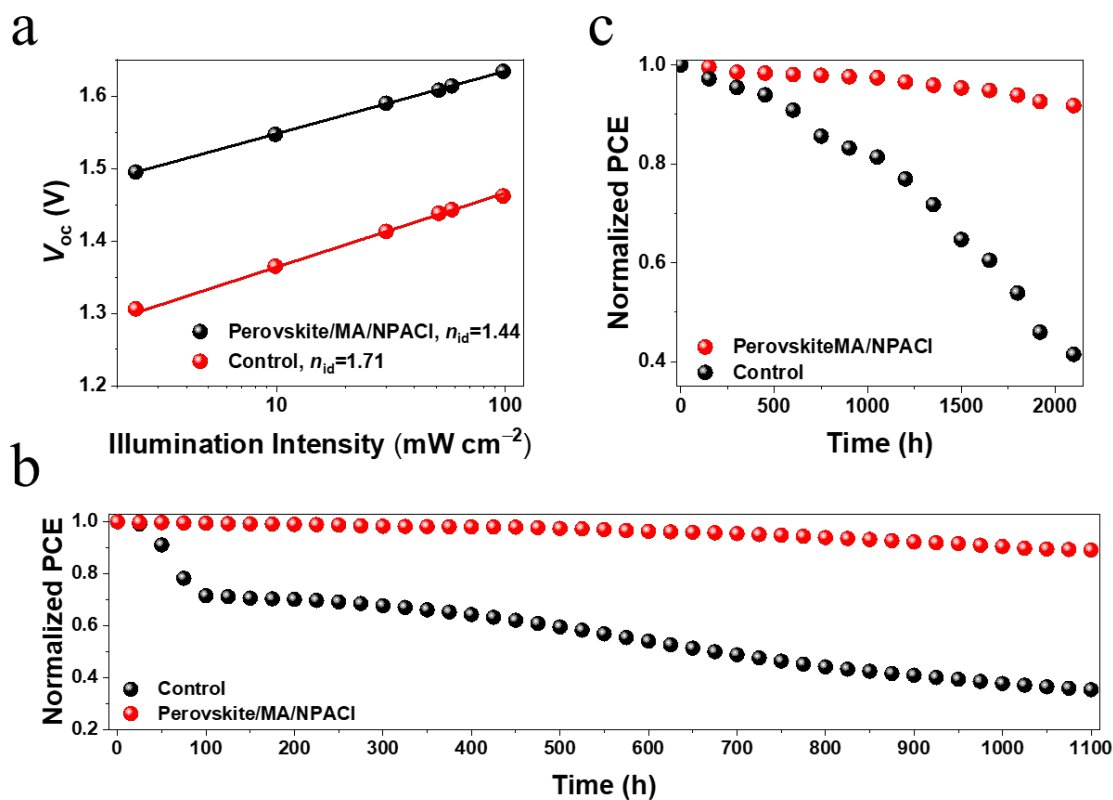 a
V_oc (V)
1.6
1.5
1.4
1.3
1.2
Perovskite/MA/NPACl, n_id=1.44
Control, n_id=1.71
10
100
Illumination Intensity (mW cm⁻²)
c
Normalized PCE
1.0
0.8
0.6
0.4
PerovskiteMA/NPACl
Control
0
500
1000
1500
2000
Time (h)
b
Normalized PCE
1.0
0.8
0.6
0.4
0.2
Control
Perovskite/MA/NPACl
0
100
200
300
400
500
600
700
800
900
1000
1100
Time (h)